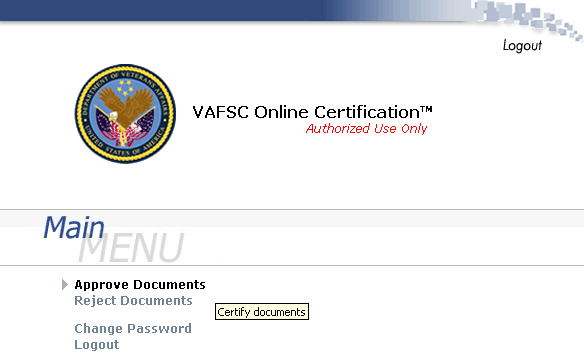 Logout
DEPARTMENT OF VETERANS AFFAIRS
UNITED STATES OF AMERICA
VAFSC Online Certification™
Authorized Use Only
Main
MENU
Approve Documents
Reject Documents
Certify documents
Change Password
Logout